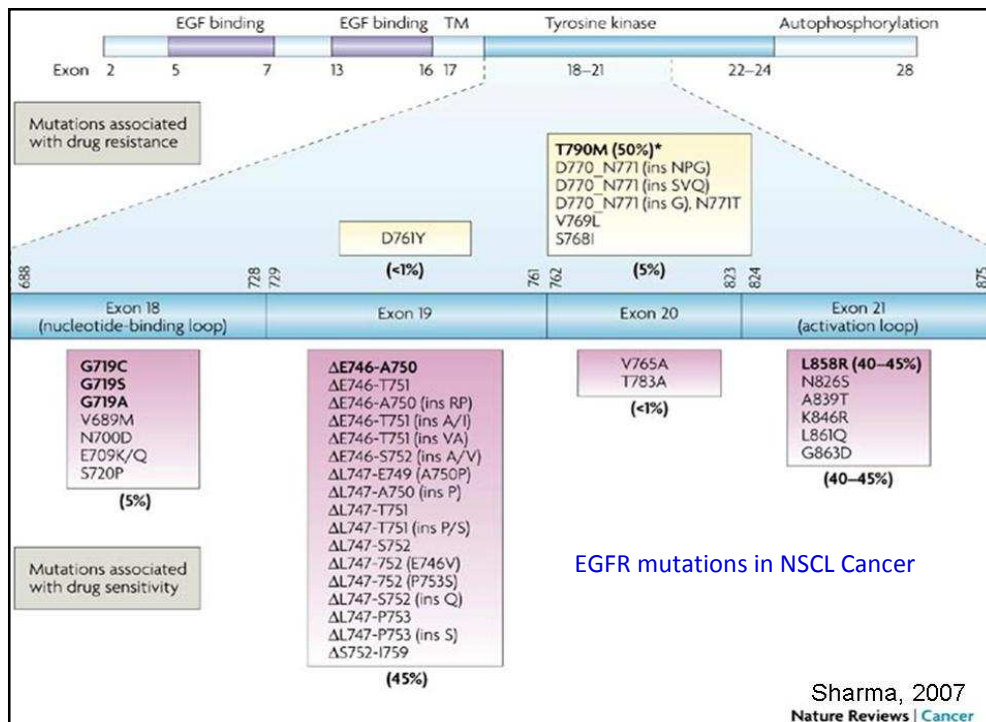 EGF binding EGF binding TM Tyrosine kinase Autophosphorylation
Exon 2 5 7 13 16 17 18–21 22–24 28
Mutations associated
with drug resistance
T790M (50%)*
D770_N771 (ins NPG)
D770_N771 (ins SVQ)
D770_N771 (ins G), N771T
V769L
S768I
(5%)
D761Y
(<1%)
688 728 729 761 762 823 824 875
Exon 18
(nucleotide-binding loop)
Exon 19
Exon 20
Exon 21
(activation loop)
G719C
G719S
G719A
V689M
N700D
E709K/Q
S720P
(5%)
ΔE746-A750
ΔE746-T751
ΔE746-A750 (ins RP)
ΔE746-T751 (ins A/I)
ΔE746-T751 (ins VA)
ΔE746-S752 (ins A/V)
ΔL747-E749 (A750P)
ΔL747-A750 (ins P)
ΔL747-T751
ΔL747-T751 (ins P/S)
ΔL747-S752
ΔL747-752 (E746V)
ΔL747-752 (P753S)
ΔL747-S752 (ins Q)
ΔL747-P753
ΔL747-P753 (ins S)
ΔS752-I759
(45%)
V765A
T783A
(<1%)
L858R (40–45%)
N826S
A839T
K846R
L861Q
G863D
(40–45%)
Mutations associated
with drug sensitivity
EGFR mutations in NSCL Cancer
Sharma, 2007
Nature Reviews | Cancer